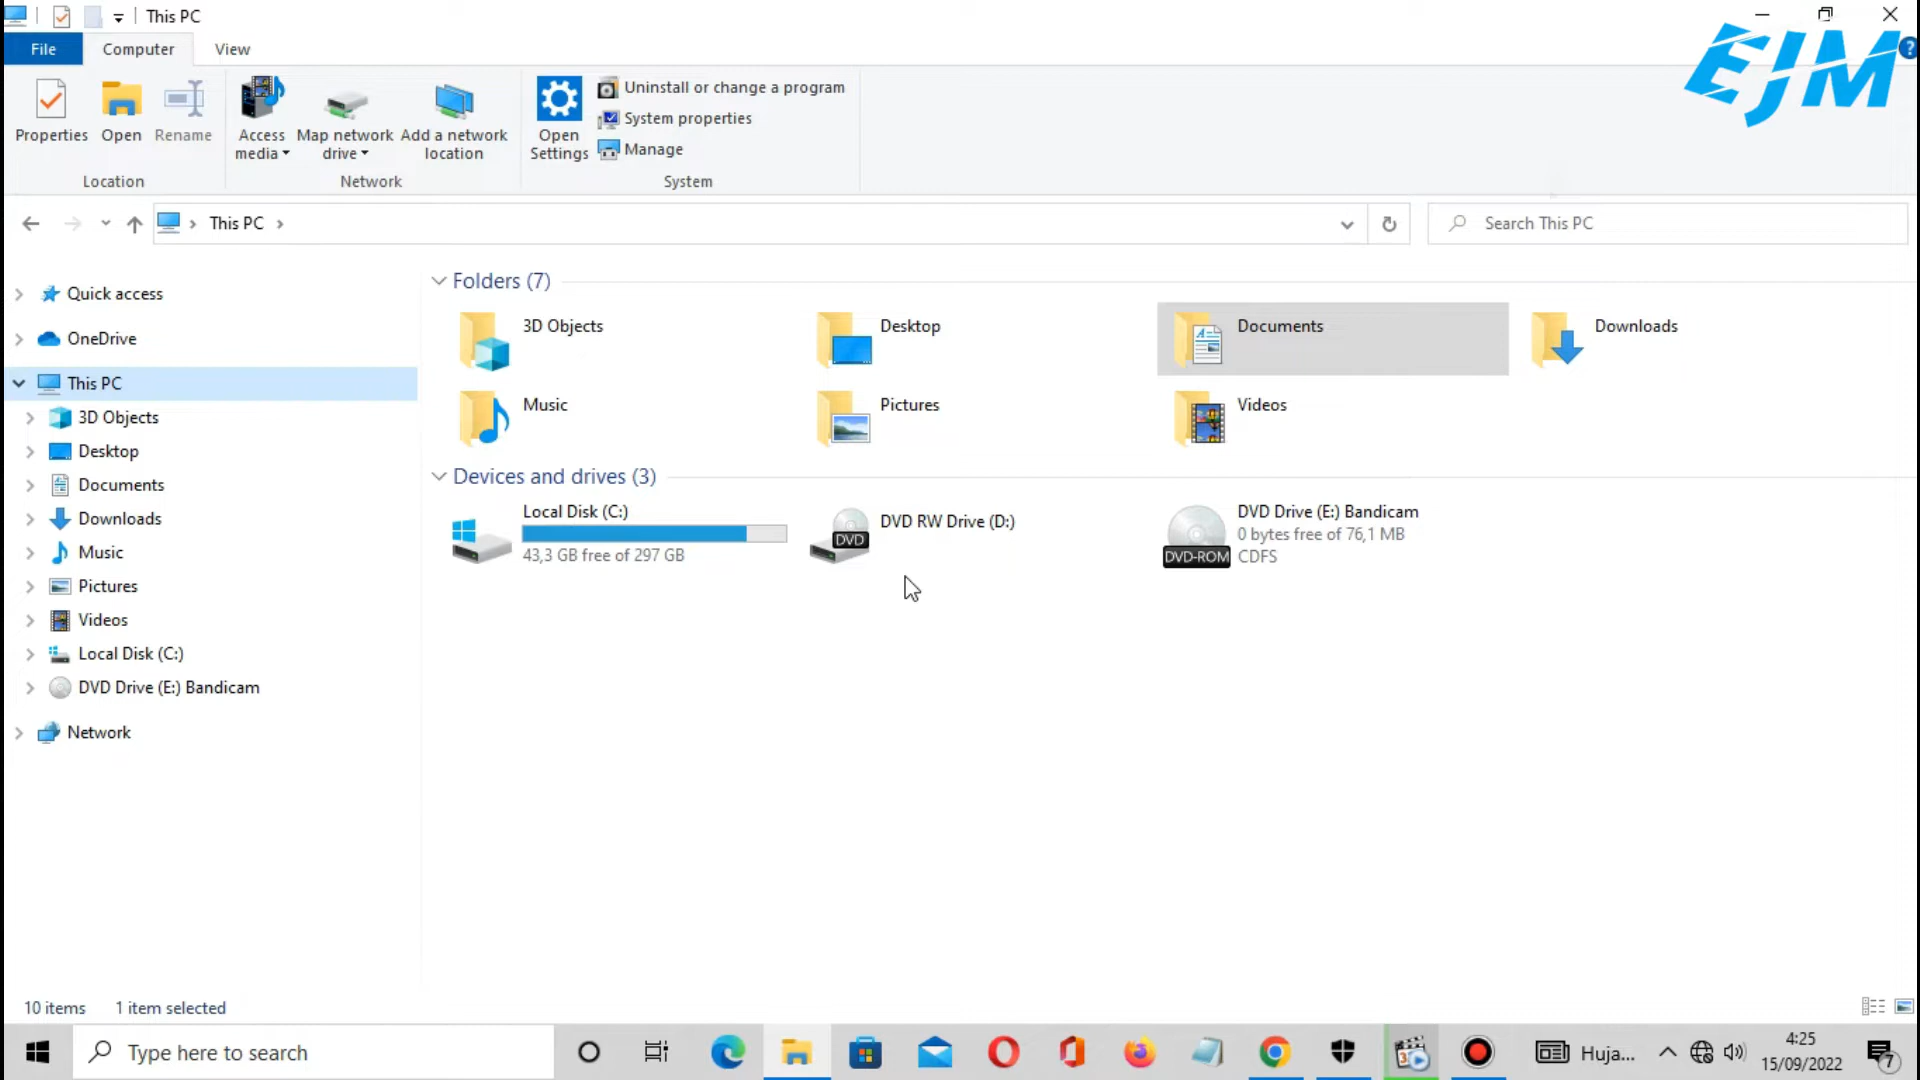 This PC
EJM
File Computer View
Properties Open Rename
Access media
Map network drive
Add a network location
Open Settings
Uninstall or change a program
System properties
Manage
Location Network System
This PC
Search This PC
Quick access
OneDrive
This PC
3D Objects
Desktop
Documents
Downloads
Music
Pictures
Videos
Local Disk (C:)
DVD Drive (E:) Bandicam
Network
Folders (7)
3D Objects Desktop Documents Downloads
Music Pictures Videos
Devices and drives (3)
Local Disk (C:)
43,3 GB free of 297 GB
DVD
DVD RW Drive (D:)
DVD-ROM
DVD Drive (E:) Bandicam
0 bytes free of 76,1 MB
CDFS
10 items 1 item selected
Type here to search
Huja...
4:25
15/09/2022
7